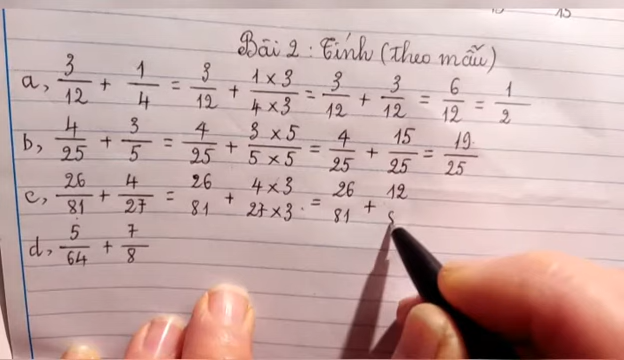 Bài 2: Tính (theo mẫu)
a, 3/12 + 1/4 = 3/12 + 1×3/4×3 = 3/12 + 3/12 = 6/12 = 1/2
b, 4/25 + 3/5 = 4/25 + 3×5/5×5 = 4/25 + 15/25 = 19/25
c, 26/81 + 4/27 = 26/81 + 4×3/27×3 = 26/81 + 12
d, 5/64 + 7/8